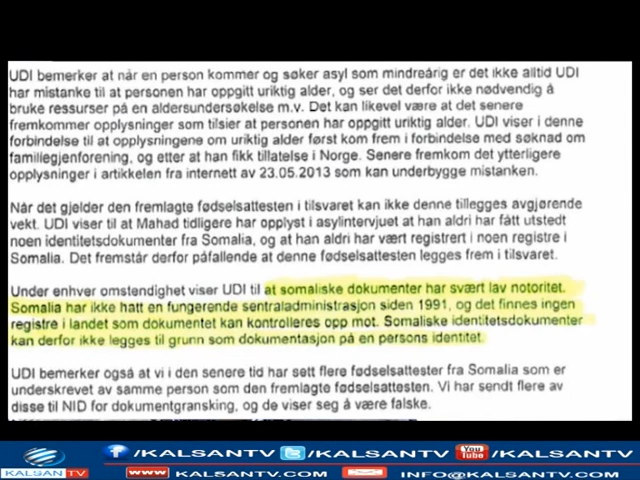 UDI bemerker at når en person kommer og søker asyl som mindreårig er det ikke alltid UDI
har mistanke til at personen har oppgitt uriktig alder, og ser det derfor ikke nødvendig å
bruke ressurser på en aldersundersøkelse m.v. Det kan likevel være at det senere
fremkommer opplysninger som tilsier at personen har oppgitt uriktig alder. UDI viser i denne
forbindelse til at opplysningene om uriktig alder først kom frem i forbindelse med søknad om
familiegjenforening, og etter at han fikk tillatelse i Norge. Senere fremkom det ytterligere
opplysninger i artikkelen fra internett av 23.05.2013 som kan underbygge mistanken.
Når det gjelder den fremlagte fødselsattesten i tilsvaret kan ikke denne tillegges avgjørende
vekt. UDI viser til at Mahad tidligere har opplyst i asylintervjuet at han aldri har fått utstedt
noen identitetsdokumenter fra Somalia, og at han aldri har vært registrert i noen registre i
Somalia. Det fremstår derfor påfallende at denne fødselsattesten legges frem i tilsvaret.
Under enhver omstendighet viser UDI til at somaliske dokumenter har svært lav notoritet.
Somalia har ikke hatt en fungerende sentraladministrasjon siden 1991, og det finnes ingen
registre i landet som dokumentet kan kontrolleres opp mot. Somaliske identitetsdokumenter
kan derfor ikke legges til grunn som dokumentasjon på en persons identitet.
UDI bemerker også at vi i den senere tid har sett flere fødselsattester fra Somalia som er
underskrevet av samme person som den fremlagte fødselsattesten. Vi har sendt flere av
disse til NID for dokumentgransking, og de viser seg å være falske.
KALSAN TV
f /KALSANTV /KALSANTV You Tube /KALSANTV
www WWW.KALSANTV.COM INFO@KALSANTV.COM